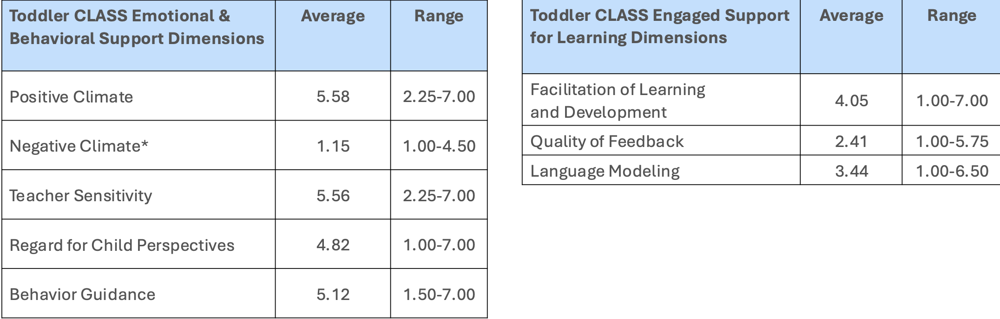 Toddler CLASS Emotional & Behavioral Support Dimensions Average Range
Positive Climate 5.58 2.25-7.00
Negative Climate* 1.15 1.00-4.50
Teacher Sensitivity 5.56 2.25-7.00
Regard for Child Perspectives 4.82 1.00-7.00
Behavior Guidance 5.12 1.50-7.00
Toddler CLASS Engaged Support for Learning Dimensions Average Range
Facilitation of Learning and Development 4.05 1.00-7.00
Quality of Feedback 2.41 1.00-5.75
Language Modeling 3.44 1.00-6.50